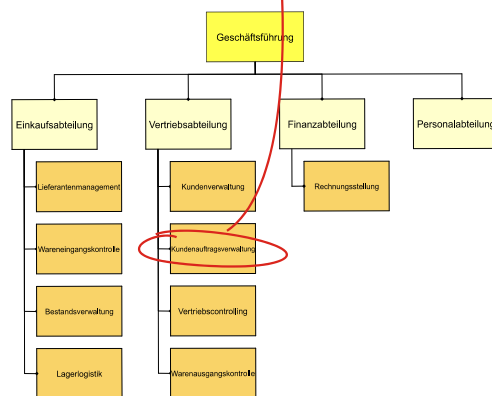 Geschäftsführung
Einkaufsabteilung
Vertriebsabteilung
Finanzabteilung
Personalabteilung
Lieferantenmanagement
Kundenverwaltung
Rechnungsstellung
Wareneingangskontrolle
Kundenauftragsverwaltung
Bestandsverwaltung
Vertriebscontrolling
Lagerlogistik
Warenausgangskontrolle